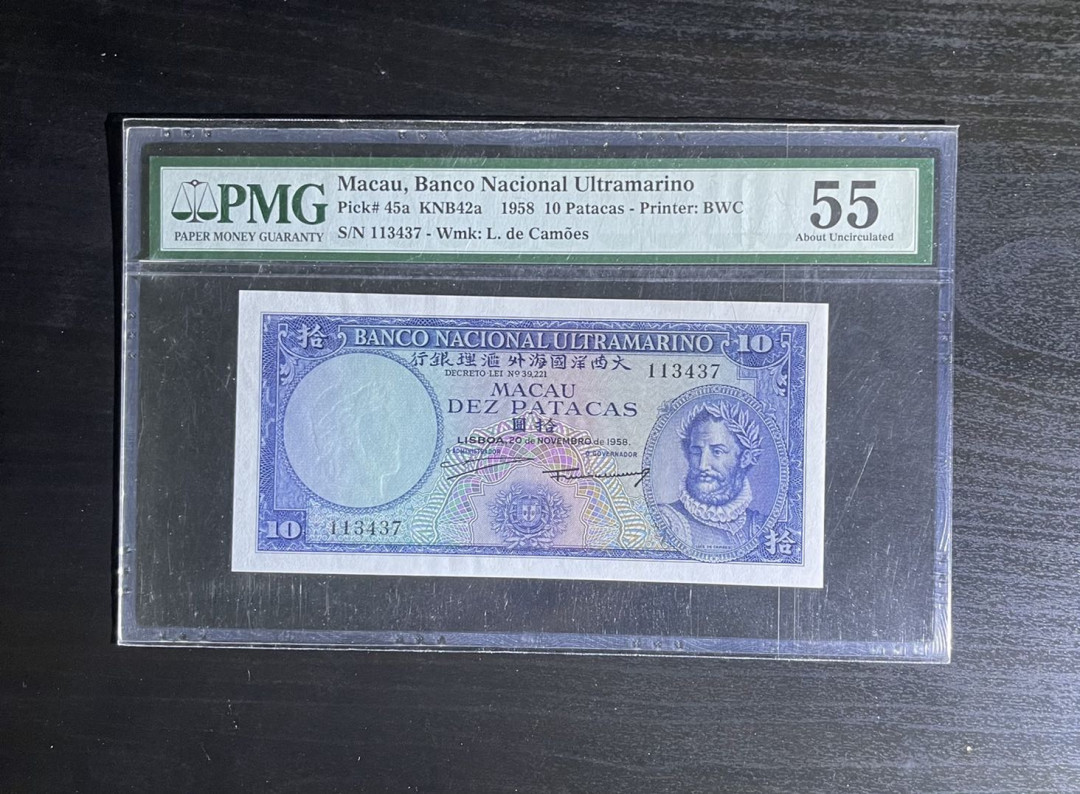 PMG
PAPER MONEY GUARANTY
Macau, Banco Nacional Ultramarino
Pick# 45a KNB42a 1958 10 Patacas - Printer: BWC
S/N 113437 - Wmk: L. de Camões
55
About Uncirculated
拾 BANCO NACIONAL ULTRAMARINO 10
行銀理滙外海國洋西大
DECRETO-LEI Nº 39,221 113437
MACAU
DEZ PATACAS
圓拾
LISBOA, 20 de NOVEMBRO de 1958.
O ADMINISTRADOR O GOVERNADOR
10 113437
拾